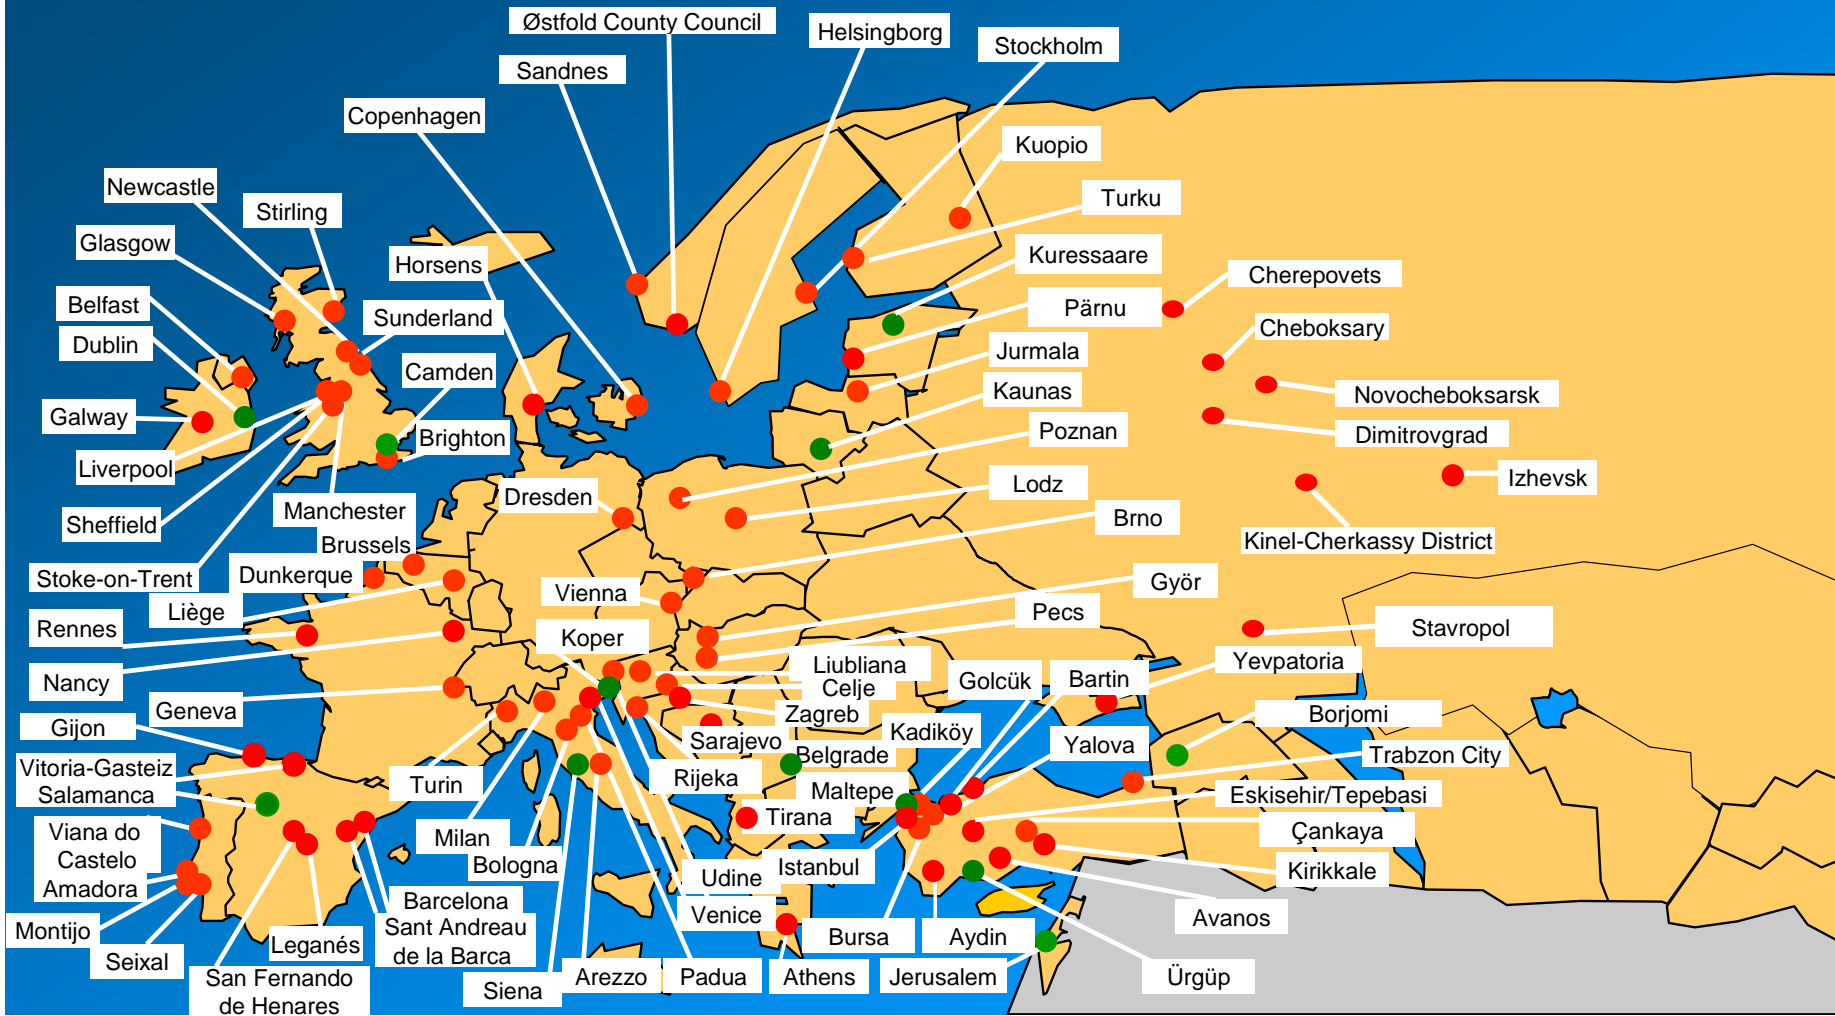 Østfold County Council
Helsingborg
Stockholm
Sandnes
Copenhagen
Kuopio
Newcastle
Stirling
Turku
Glasgow
Horsens
Kuressaare
Cherepovets
Belfast
Sunderland
Pärnu
Cheboksary
Dublin
Camden
Jurmala
Kaunas
Novocheboksarsk
Galway
Brighton
Poznan
Dimitrovgrad
Liverpool
Dresden
Lodz
Izhevsk
Sheffield
Manchester
Brno
Brussels
Kinel-Cherkassy District
Stoke-on-Trent
Dunkerque
Vienna
Györ
Liège
Pecs
Rennes
Koper
Stavropol
Nancy
Liubliana
Golcük
Bartin
Yevpatoria
Celje
Geneva
Zagreb
Borjomi
Gijon
Sarajevo
Kadiköy
Yalova
Belgrade
Trabzon City
Vitoria-Gasteiz
Salamanca
Turin
Rijeka
Maltepe
Eskisehir/Tepebasi
Tirana
Viana do
Castelo
Milan
Çankaya
Bologna
Istanbul
Amadora
Udine
Kirikkale
Barcelona
Montijo
Leganés
Sant Andreau
de la Barca
Venice
Bursa
Aydin
Avanos
Seixal
San Fernando
de Henares
Siena
Arezzo
Padua
Athens
Jerusalem
Ürgüp